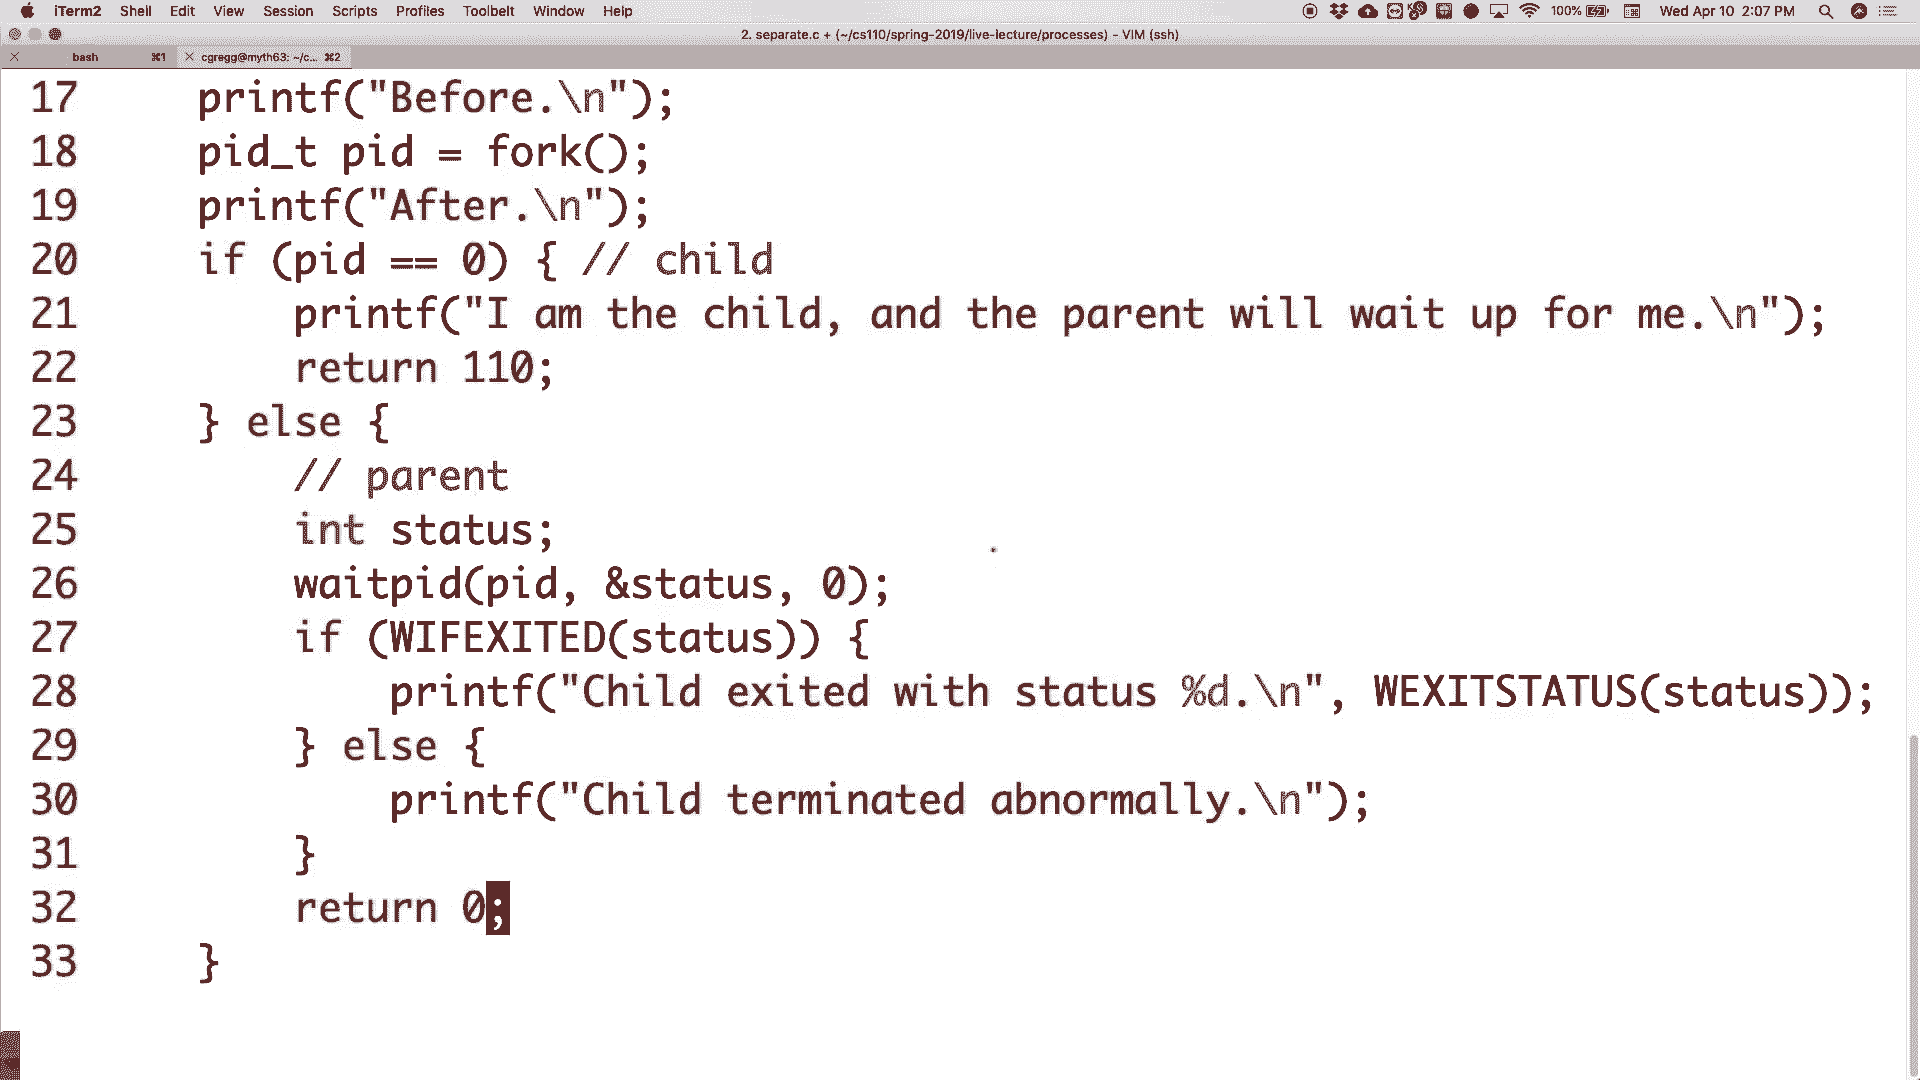 iTerm2 Shell Edit View Session Scripts Profiles Toolbelt Window Help 100% Wed Apr 10 2:07 PM
2. separate.c + (~/cs110/spring-2019/live-lecture/processes) - VIM (ssh)
bash ⌘1 cgregg@myth63: ~/c... ⌘2
17 printf("Before.\n");
18 pid_t pid = fork();
19 printf("After.\n");
20 if (pid == 0) { // child
21 printf("I am the child, and the parent will wait up for me.\n");
22 return 110;
23 } else {
24 // parent
25 int status;
26 waitpid(pid, &status, 0);
27 if (WIFEXITED(status)) {
28 printf("Child exited with status %d.\n", WEXITSTATUS(status));
29 } else {
30 printf("Child terminated abnormally.\n");
31 }
32 return 0;
33 }